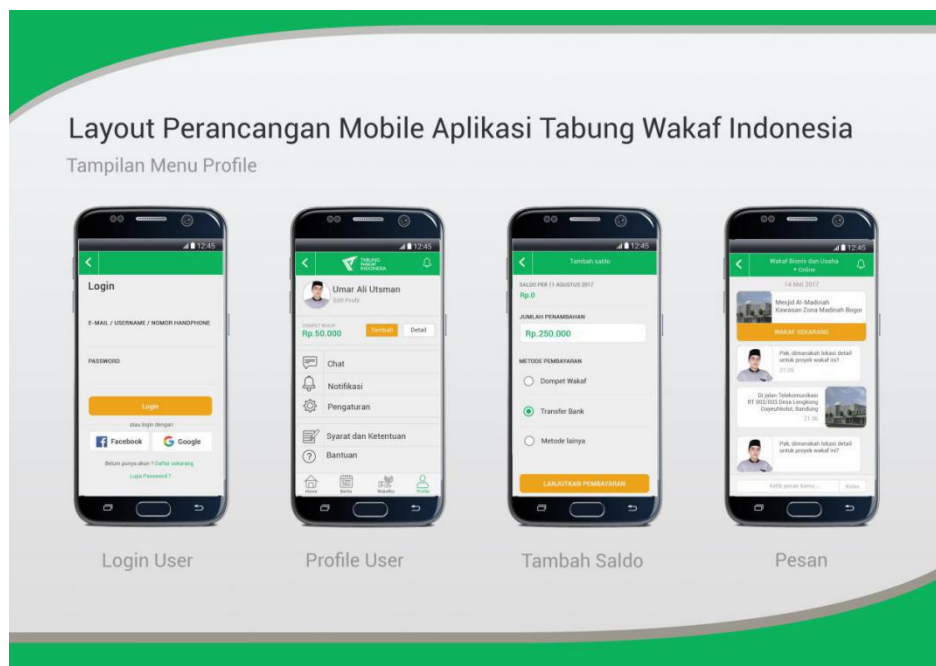 Layout Perancangan Mobile Aplikasi Tabung Wakaf Indonesia
Tampilan Menu Profile
12:45
Login
E-MAIL / USERNAME / NOMOR HANDPHONE
PASSWORD
Login
atau login dengan
Facebook
Google
Belum punya akun ? Daftar sekarang
Lupa Password ?
Login User
12:45
TABUNG
WAKAF
INDONESIA
Umar Ali Utsman
Edit Profil
DOMPET WAKAF
Rp.50.000
Detail
Chat
Notifikasi
Pengaturan
Syarat dan Ketentuan
Bantuan
Home
Berita
Wakafku
Profile
Profile User
12:45
Tambah saldo
SALDO PER 11 AGUSTUS 2017
Rp.0
JUMLAH PENAMBAHAN
Rp.250.000
METODE PEMBAYARAN
Dompet Wakaf
Transfer Bank
Metode lainya
LANJUTKAN PEMBAYARAN
Tambah Saldo
12:45
Wakaf Bisnis dan Usaha
Online
14 Mei 2017
Mesjid Al-Madinah
Kawasan Zona Madinah Bogor
WAKAF SEKARANG
Pak, dimanakah lokasi detail
untuk proyek wakaf ini?
21.36
Di jalan Telekomunikasi
RT 002/003 Desa Lengkong
Dayeuhkolot, Bandung
21.36
Pak, dimanakah lokasi detail
untuk proyek wakaf ini?
Ketik pesan kamu...
Kirim
Pesan